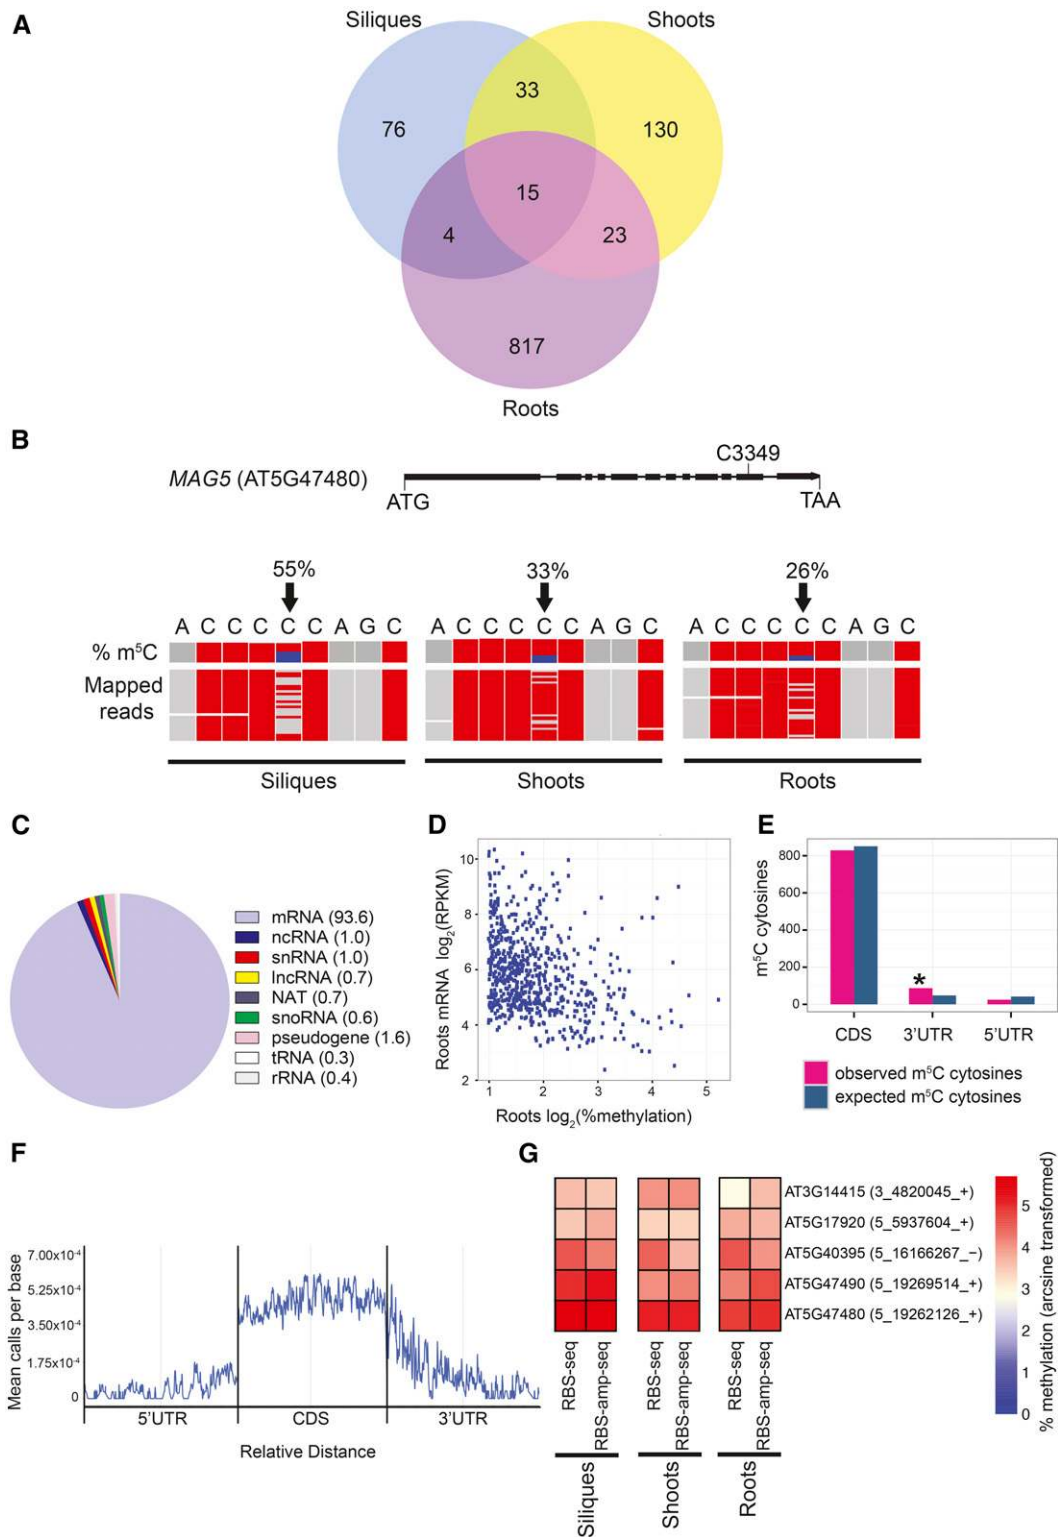 A
Siliques
Shoots
33
76
130
15
4
23
817
Roots
B
MAG5 (AT5G47480)
C3349
ATG
TAA
55%
33%
26%
A C C C C C A G C
A C C C C C A G C
A C C C C C A G C
% m⁵C
Mapped
reads
Siliques
Shoots
Roots
C
mRNA (93.6)
ncRNA (1.0)
snRNA (1.0)
lncRNA (0.7)
NAT (0.7)
snoRNA (0.6)
pseudogene (1.6)
tRNA (0.3)
rRNA (0.4)
D
Roots mRNA log₂(RPKM)
10
8
6
4
2
1 2 3 4 5
Roots log₂(%methylation)
E
m⁵C cytosines
800
600
400
200
0
*
CDS
3'UTR
5'UTR
observed m⁵C cytosines
expected m⁵C cytosines
F
Mean calls per base
7.00x10⁻⁴
5.25x10⁻⁴
3.50x10⁻⁴
1.75x10⁻⁴
0
5'UTR
CDS
3'UTR
Relative Distance
G
AT3G14415 (3_4820045_+)
AT5G17920 (5_5937604_+)
AT5G40395 (5_16166267_−)
AT5G47490 (5_19269514_+)
AT5G47480 (5_19262126_+)
RBS-seq
RBS-amp-seq
RBS-seq
RBS-amp-seq
RBS-seq
RBS-amp-seq
Siliques
Shoots
Roots
5
4
3
2
1
0
% methylation (arcsine transformed)